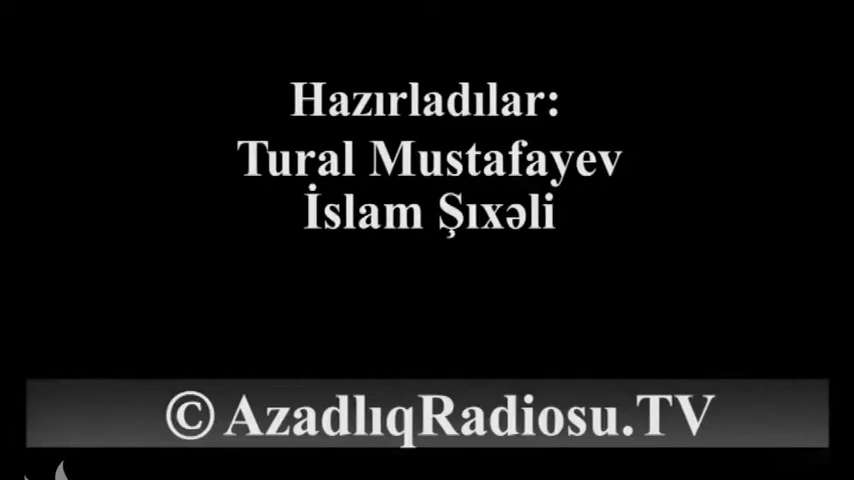 Hazırladılar:
Tural Mustafayev
İslam Şıxəli
© AzadlıqRadiosu.TV